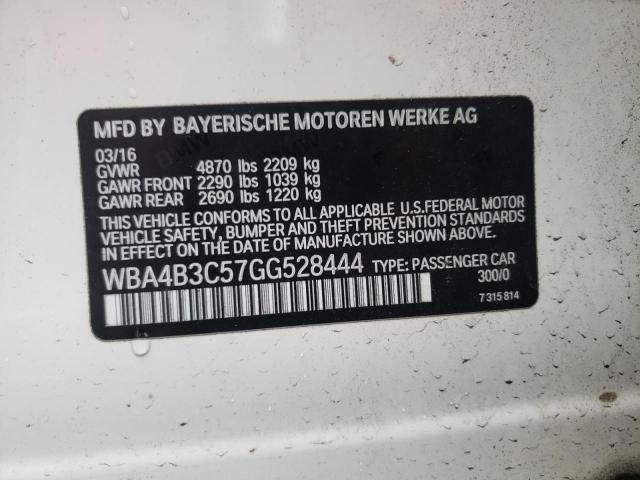 MFD BY BAYERISCHE MOTOREN WERKE AG
03/16
GVWR 4870 lbs 2209 kg
GAWR FRONT 2290 lbs 1039 kg
GAWR REAR 2690 lbs 1220 kg
THIS VEHICLE CONFORMS TO ALL APPLICABLE U.S.FEDERAL MOTOR
VEHICLE SAFETY, BUMPER AND THEFT PREVENTION STANDARDS
IN EFFECT ON THE DATE OF MANUFACTURE SHOWN ABOVE.
WBA4B3C57GG528444 TYPE: PASSENGER CAR
300/0
7 315 814